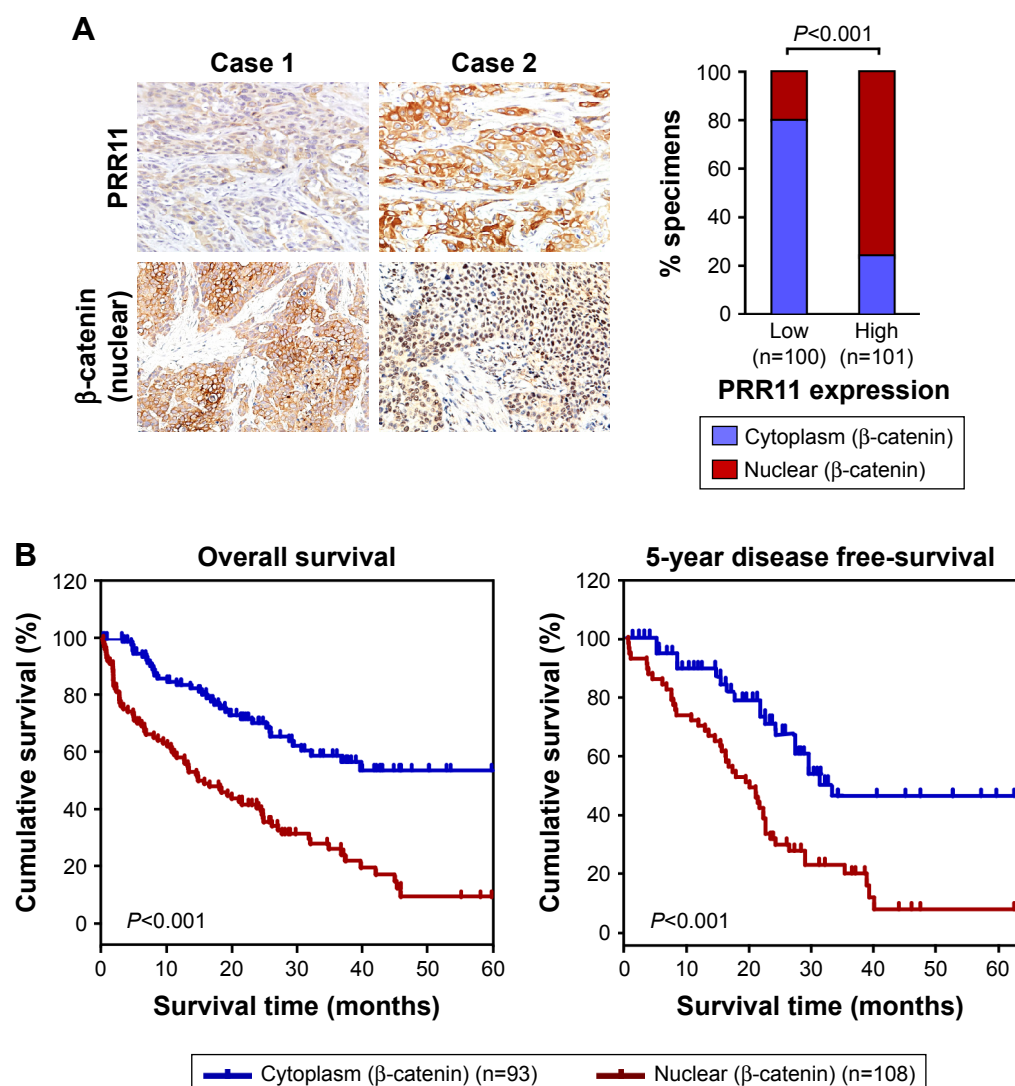 A
Case 1
Case 2
PRR11
β-catenin
(nuclear)
P<0.001
% specimens
100
80
60
40
20
0
Low
(n=100)
High
(n=101)
PRR11 expression
Cytoplasm (β-catenin)
Nuclear (β-catenin)
B
Overall survival
Cumulative survival (%)
120
100
80
60
40
20
0
P<0.001
0 10 20 30 40 50 60
Survival time (months)
5-year disease free-survival
Cumulative survival (%)
120
100
80
60
40
20
0
P<0.001
0 10 20 30 40 50 60
Survival time (months)
Cytoplasm (β-catenin) (n=93)
Nuclear (β-catenin) (n=108)